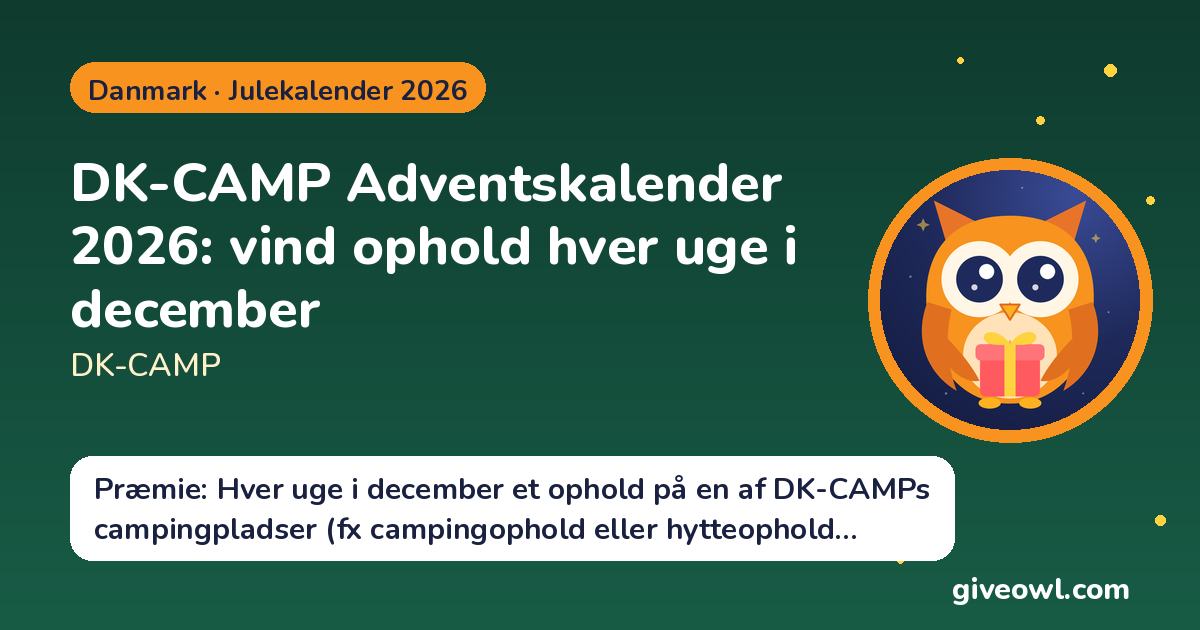 Danmark · Julekalender 2026
DK-CAMP Adventskalender
2026: vind ophold hver uge i
december
DK-CAMP
Præmie: Hver uge i december et ophold på en af DK-CAMPs
campingpladser (fx campingophold eller hytteophold...
giveowl.com